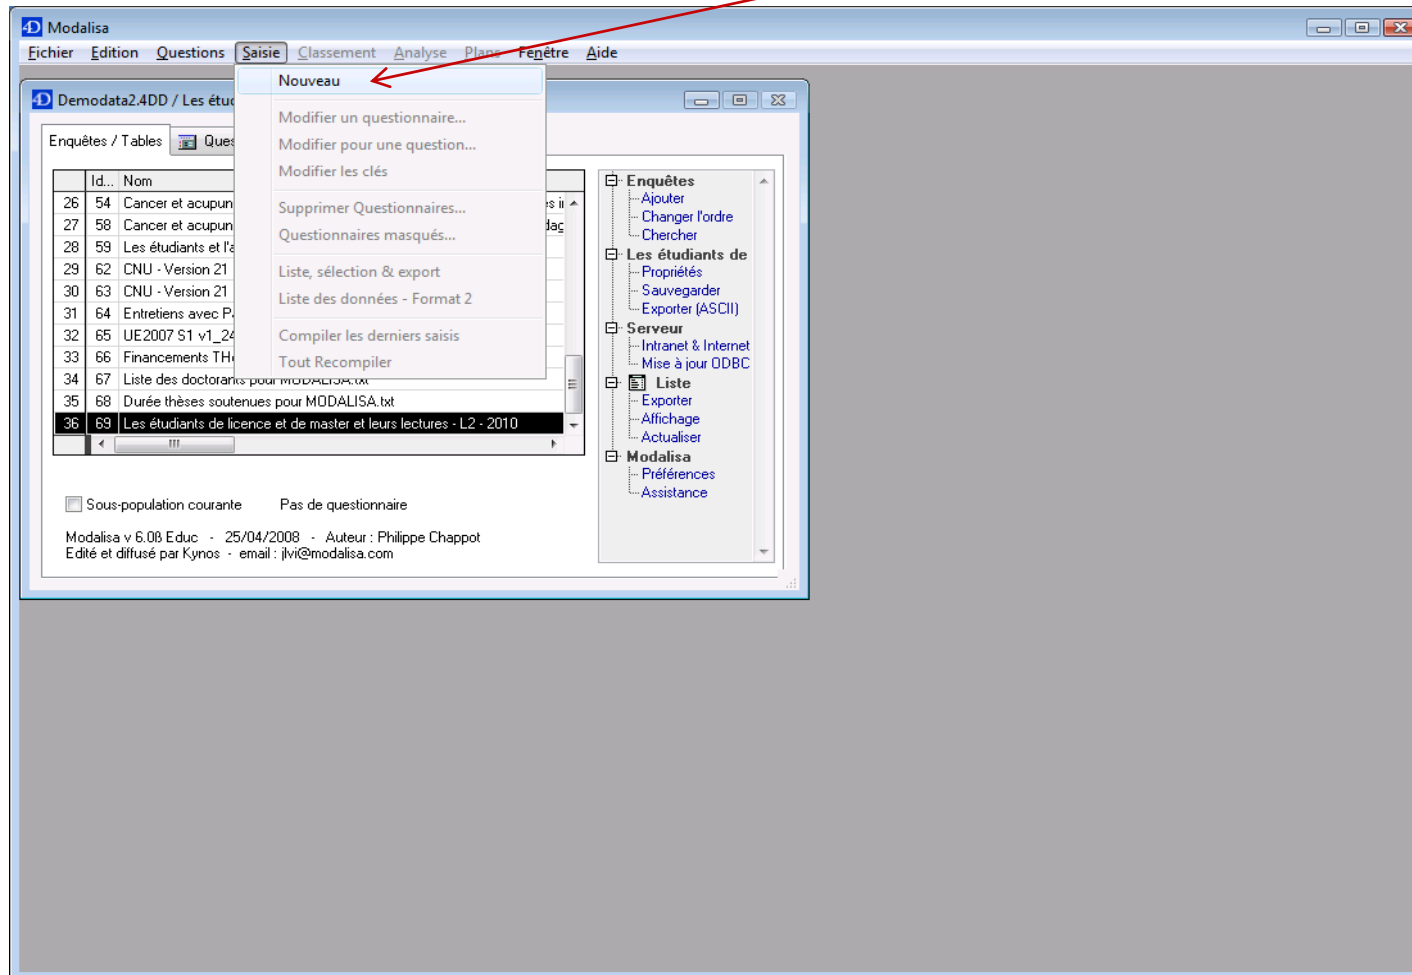 Modalisa
Fichier Edition Questions Saisie Classement Analyse Plans Fenêtre Aide
Nouveau
Modifier un questionnaire...
Modifier pour une question...
Modifier les clés
Supprimer Questionnaires...
Questionnaires masqués...
Liste, sélection & export
Liste des données - Format 2
Compiler les derniers saisis
Tout Recompiler
Demodata2.4DD / Les
Enquêtes / Tables
Id... Nom
26 54 Cancer et
27 58 Cancer et
28 59 Les étudiants et
29 62 CNU - Version 21
30 63 CNU - Version 21
31 64 Entretiens avec
32 65 UE2007 S1
33 66 Financements
34 67 Liste des doctorants pour MODALISA.txt
35 68 Durée thèses soutenues pour MODALISA.txt
36 69 Les étudiants de licence et de master et leurs lectures - L2 - 2010
Enquêtes
Ajouter
Changer l'ordre
Chercher
Les étudiants de
Propriétés
Sauvegarder
Exporter (ASCII)
Serveur
Intranet & Internet
Mise à jour ODBC
Liste
Exporter
Affichage
Actualiser
Modalisa
Préférences
Assistance
Sous-population courante Pas de questionnaire
Modalisa v 6.0ß Educ - 25/04/2008 - Auteur : Philippe Chappot
Edité et diffusé par Kynos - email : jlvi@modalisa.com